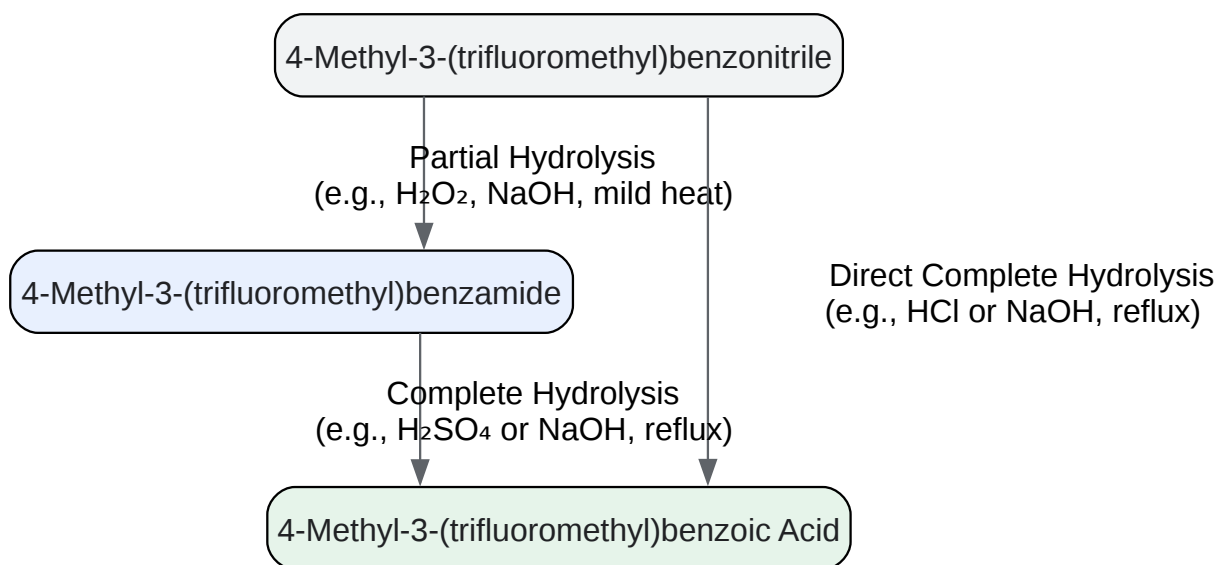 4-Methyl-3-(trifluoromethyl)benzonitrile
Partial Hydrolysis
(e.g., H₂O₂, NaOH, mild heat)
4-Methyl-3-(trifluoromethyl)benzamide
Direct Complete Hydrolysis
(e.g., HCl or NaOH, reflux)
Complete Hydrolysis
(e.g., H₂SO₄ or NaOH, reflux)
4-Methyl-3-(trifluoromethyl)benzoic Acid